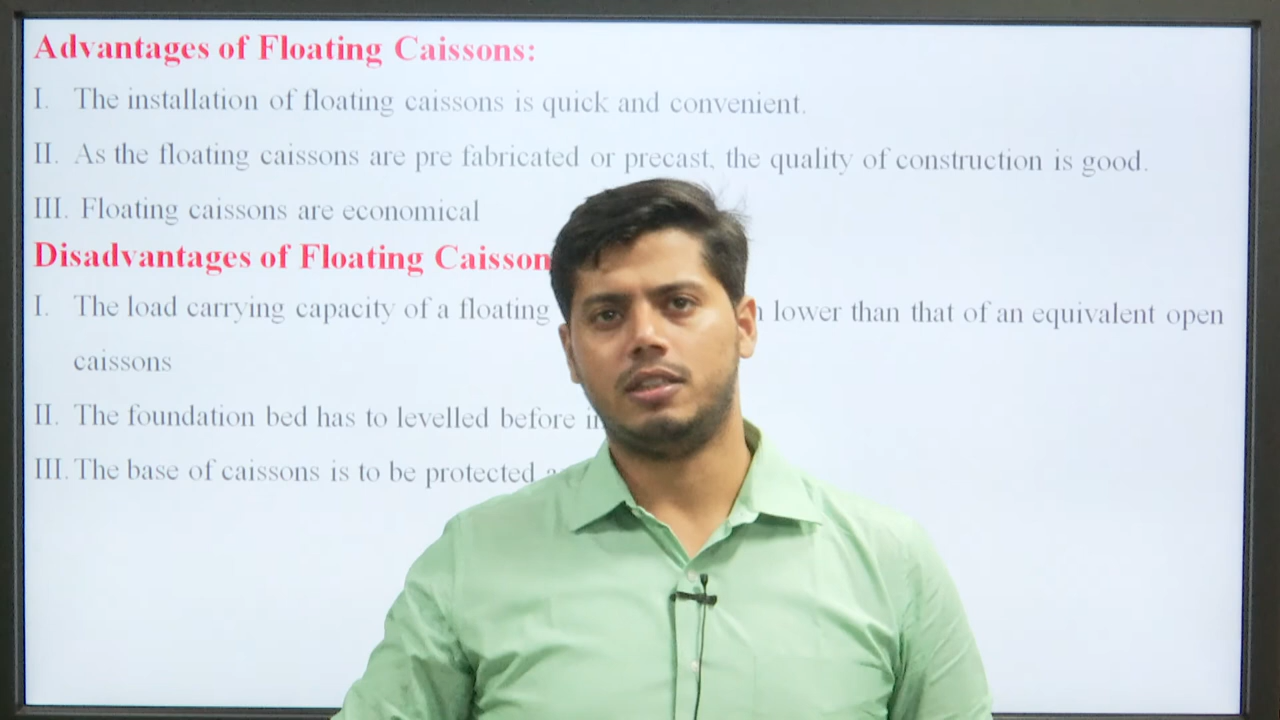 Advantages of Floating Caissons:
I. The installation of floating caissons is quick and convenient.
II. As the floating caissons are pre fabricated or precast, the quality of construction is good.
III. Floating caissons are economical
Disadvantages of Floating Caisson
I. The load carrying capacity of a floating lower than that of an equivalent open
caissons
II. The foundation bed has to levelled before
III. The base of caissons is to be protected